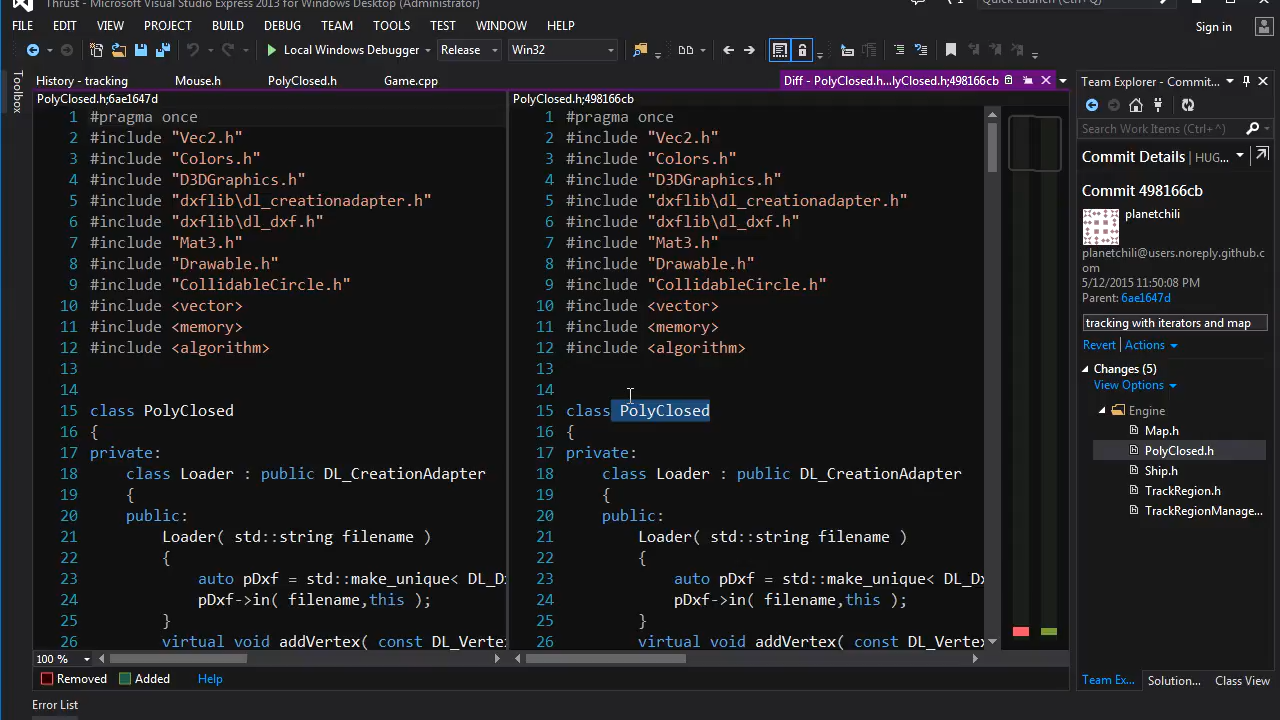 Thrust - Microsoft Visual Studio Express 2013 for Windows Desktop (Administrator)
FILE EDIT VIEW PROJECT BUILD DEBUG TEAM TOOLS TEST WINDOW HELP
Sign in
Local Windows Debugger Release Win32
Toolbox
History - tracking Mouse.h PolyClosed.h Game.cpp Diff - PolyClosed.h...lyClosed.h;498166cb
PolyClosed.h;6ae1647d
1 #pragma once
2 #include "Vec2.h"
3 #include "Colors.h"
4 #include "D3DGraphics.h"
5 #include "dxflib\dl_creationadapter.h"
6 #include "dxflib\dl_dxf.h"
7 #include "Mat3.h"
8 #include "Drawable.h"
9 #include "CollidableCircle.h"
10 #include <vector>
11 #include <memory>
12 #include <algorithm>
13
14
15 class PolyClosed
16 {
17 private:
18 class Loader : public DL_CreationAdapter
19 {
20 public:
21 Loader( std::string filename )
22 {
23 auto pDxf = std::make_unique< DL_D
24 pDxf->in( filename,this );
25 }
26 virtual void addVertex( const DL_Verte
PolyClosed.h;498166cb
1 #pragma once
2 #include "Vec2.h"
3 #include "Colors.h"
4 #include "D3DGraphics.h"
5 #include "dxflib\dl_creationadapter.h"
6 #include "dxflib\dl_dxf.h"
7 #include "Mat3.h"
8 #include "Drawable.h"
9 #include "CollidableCircle.h"
10 #include <vector>
11 #include <memory>
12 #include <algorithm>
13
14
15 class PolyClosed
16 {
17 private:
18 class Loader : public DL_CreationAdapter
19 {
20 public:
21 Loader( std::string filename )
22 {
23 auto pDxf = std::make_unique< DL_D
24 pDxf->in( filename,this );
25 }
26 virtual void addVertex( const DL_Verte
100 %
Removed Added Help
Error List
Team Explorer - Commit...
Search Work Items (Ctrl+')
Commit Details | HUG...
Commit 498166cb
planetchili
planetchili@users.noreply.github.c
om
5/12/2015 11:50:08 PM
Parent: 6ae1647d
tracking with iterators and map
Revert Actions
Changes (5)
View Options
Engine
Map.h
PolyClosed.h
Ship.h
TrackRegion.h
TrackRegionManage...
Team Ex... Solution... Class View